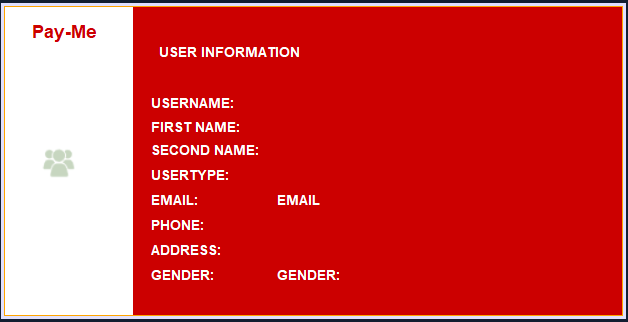 Pay-Me
USER INFORMATION
USERNAME:
FIRST NAME:
SECOND NAME:
USERTYPE:
EMAIL: EMAIL
PHONE:
ADDRESS:
GENDER: GENDER: